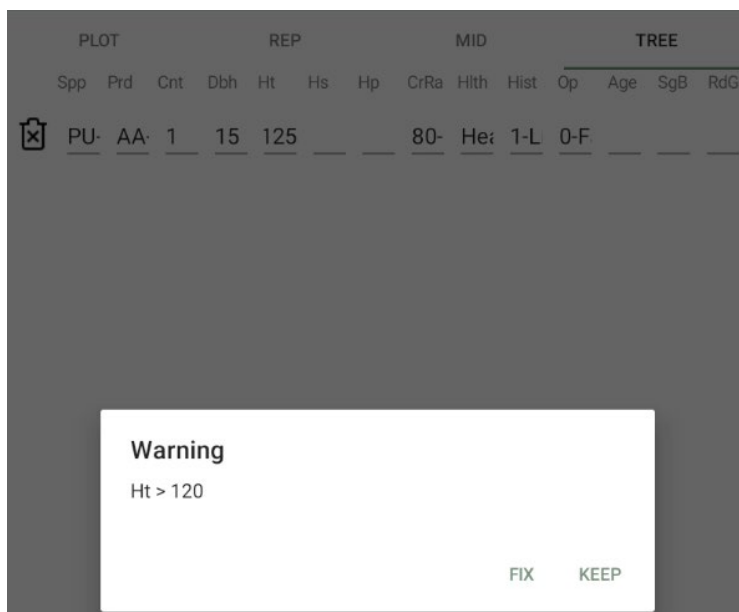 PLOT REP MID TREE
Spp Prd Cnt Dbh Ht Hs Hp CrRa Hlth Hist Op Age SgB RdG
PU- AA- 1 15 125 80- Hea 1-L 0-F
Warning
Ht > 120
FIX KEEP